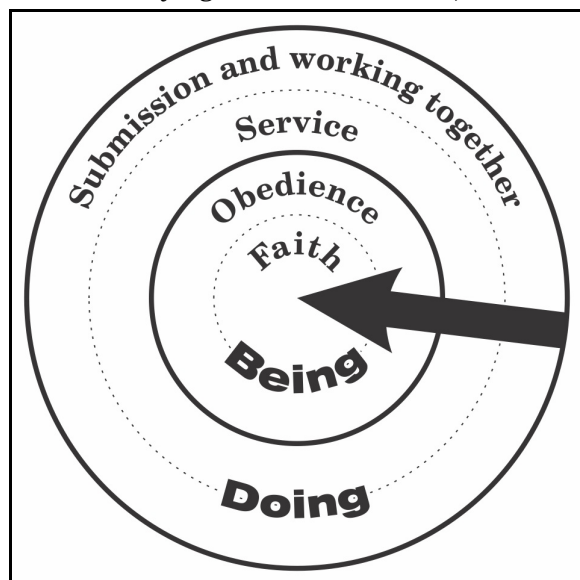 Submission and working together
Service
Obedience
Faith
Being
Doing